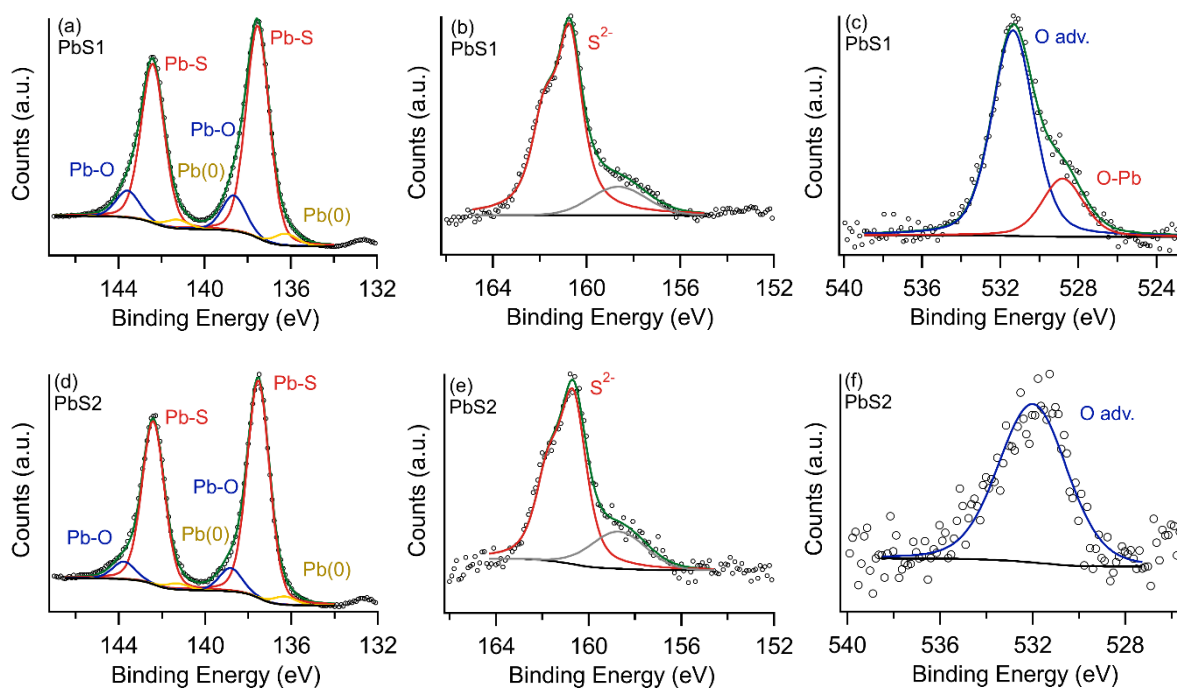 (a)
PbS1
Pb-S
Pb-S
Pb-O
Pb-O
Pb(0)
Pb(0)
Counts (a.u.)
144 140 136 132
Binding Energy (eV)
(b)
PbS1
S²⁻
Counts (a.u.)
164 160 156 152
Binding Energy (eV)
(c)
PbS1
O adv.
O-Pb
Counts (a.u.)
540 536 532 528 524
Binding Energy (eV)
(d)
PbS2
Pb-S
Pb-S
Pb-O
Pb-O
Pb(0)
Pb(0)
Counts (a.u.)
144 140 136 132
Binding Energy (eV)
(e)
PbS2
S²⁻
Counts (a.u.)
164 160 156 152
Binding Energy (eV)
(f)
PbS2
O adv.
Counts (a.u.)
540 536 532 528
Binding Energy (eV)